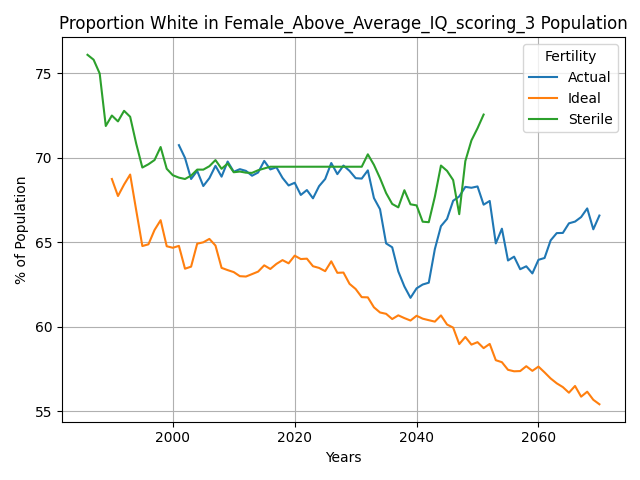 Proportion White in Female_Above_Average_IQ_scoring_3 Population
Fertility
Actual
Ideal
Sterile
% of Population
75
70
65
60
55
2000
2020
2040
2060
Years